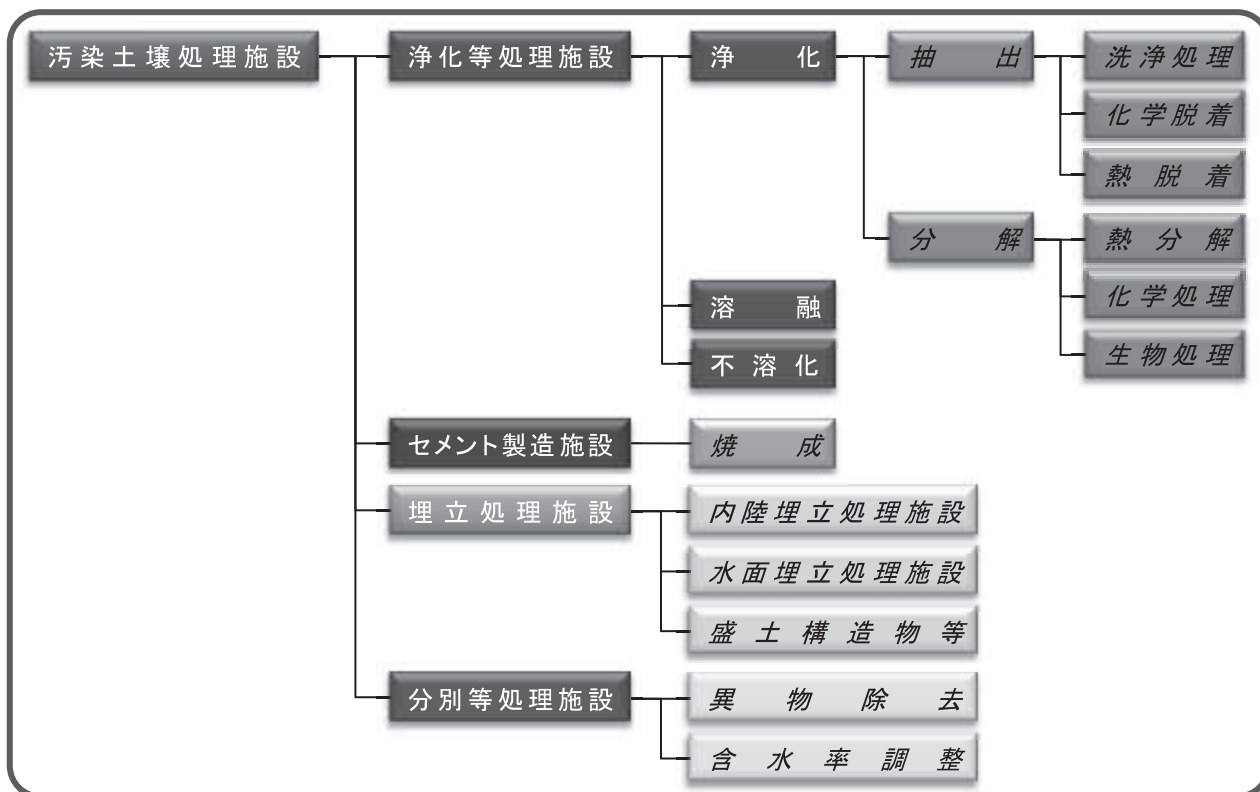 汚染土壌処理施設
浄化等処理施設
浄化
抽出
洗浄処理
化学脱着
熱脱着
分解
熱分解
化学処理
生物処理
溶融
不溶化
セメント製造施設
焼成
埋立処理施設
内陸埋立処理施設
水面埋立処理施設
盛土構造物等
分別等処理施設
異物除去
含水率調整